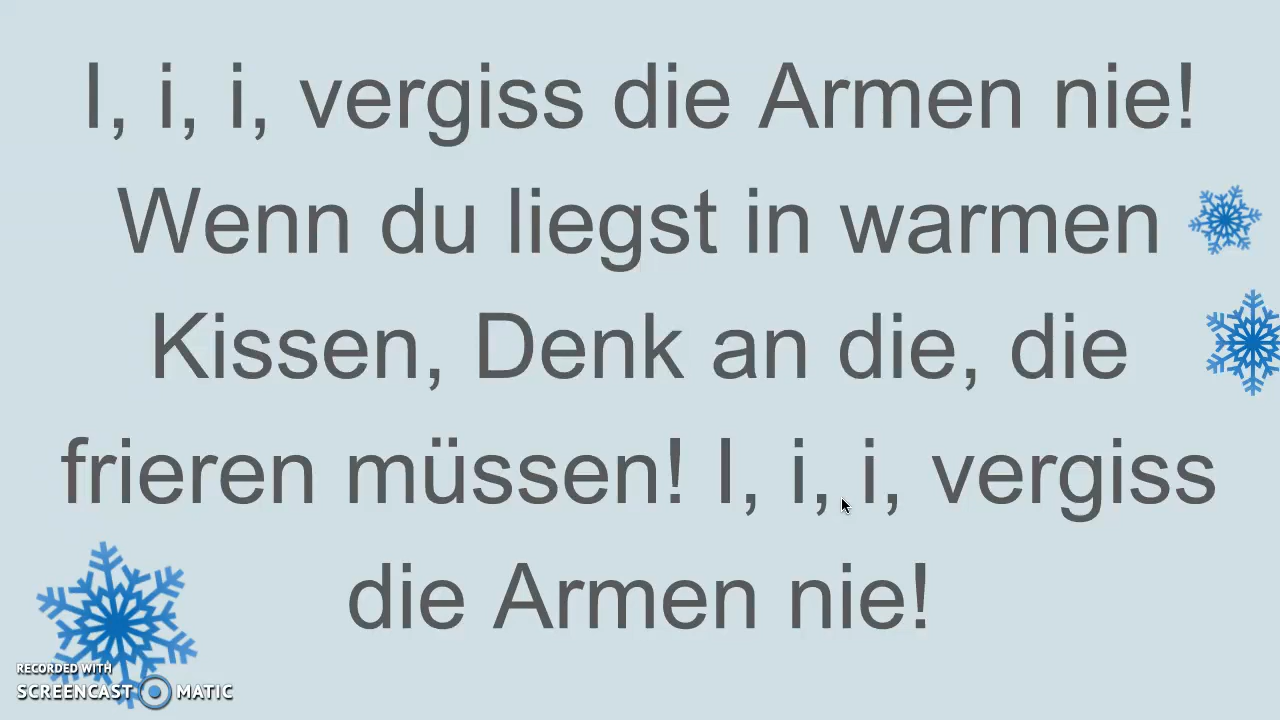 I, i, i, vergiss die Armen nie!
Wenn du liegst in warmen
Kissen, Denk an die, die
frieren müssen! I, i, i, vergiss
die Armen nie!
RECORDED WITH
SCREENCAST MATIC